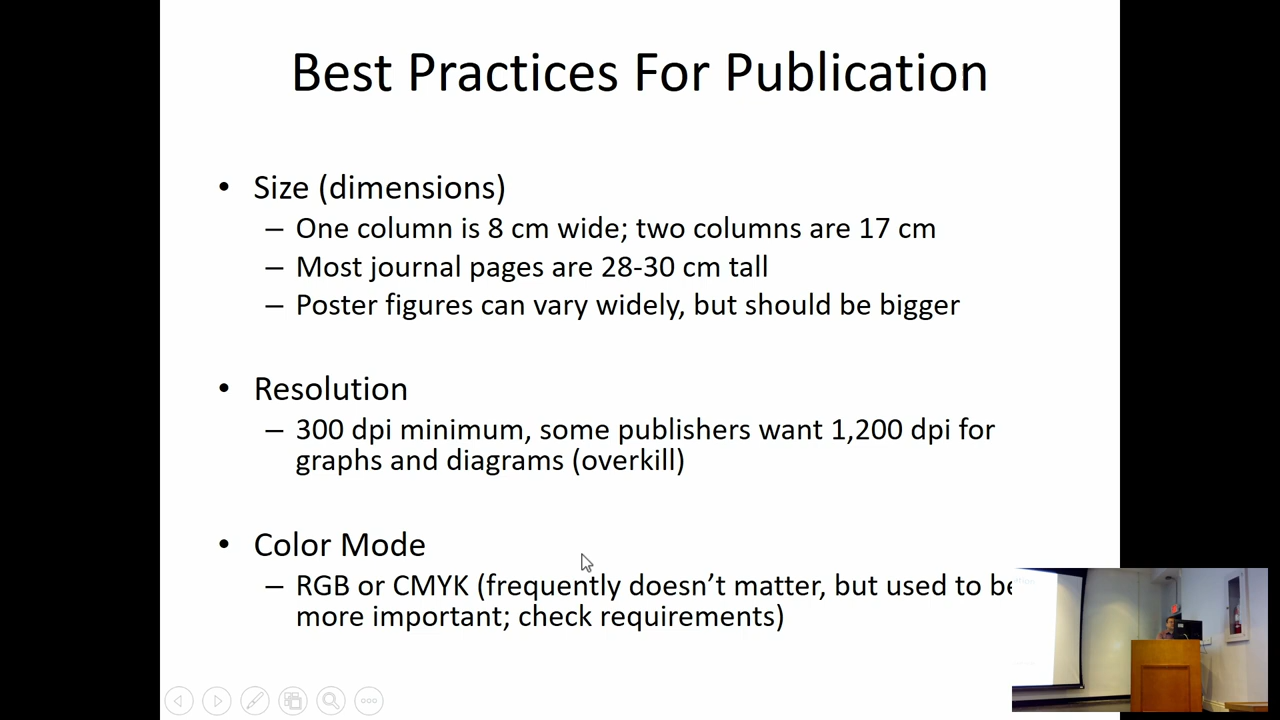 Best Practices For Publication
• Size (dimensions)
– One column is 8 cm wide; two columns are 17 cm
– Most journal pages are 28-30 cm tall
– Poster figures can vary widely, but should be bigger
• Resolution
– 300 dpi minimum, some publishers want 1,200 dpi for
graphs and diagrams (overkill)
• Color Mode
– RGB or CMYK (frequently doesn’t matter, but used to be
more important; check requirements)